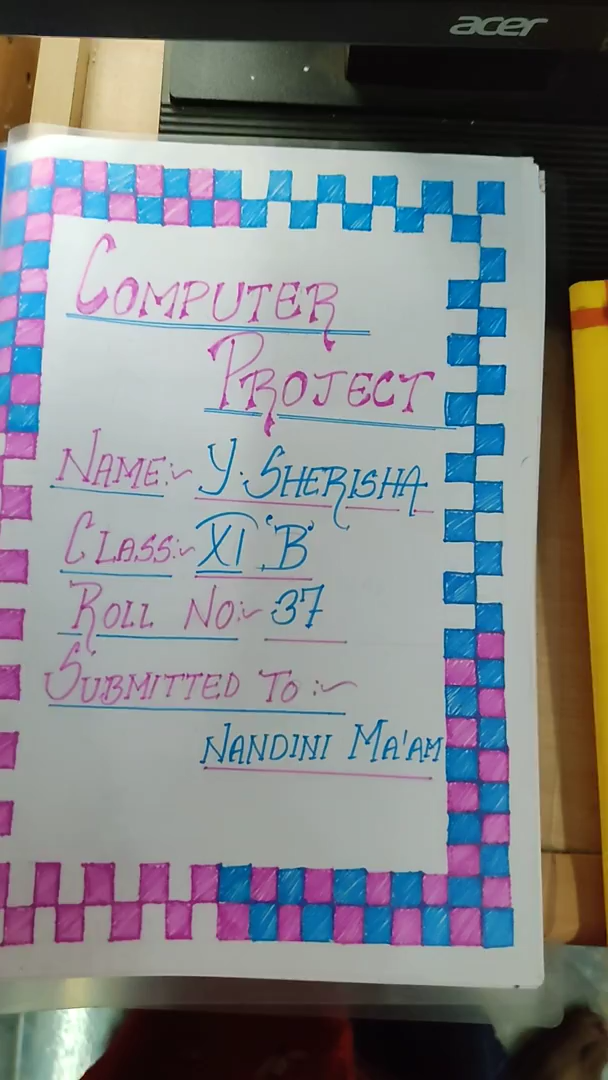 acer
COMPUTER
PROJECT
NAME:~ Y. SHERISHA
CLASS:~ XI 'B'
ROLL NO:~ 37
SUBMITTED TO :~
NANDINI MA'AM